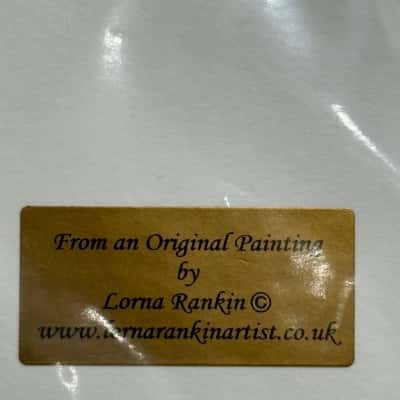 From an Original Painting
by
Lorna Rankin ©
www.lornarankinartist.co.uk